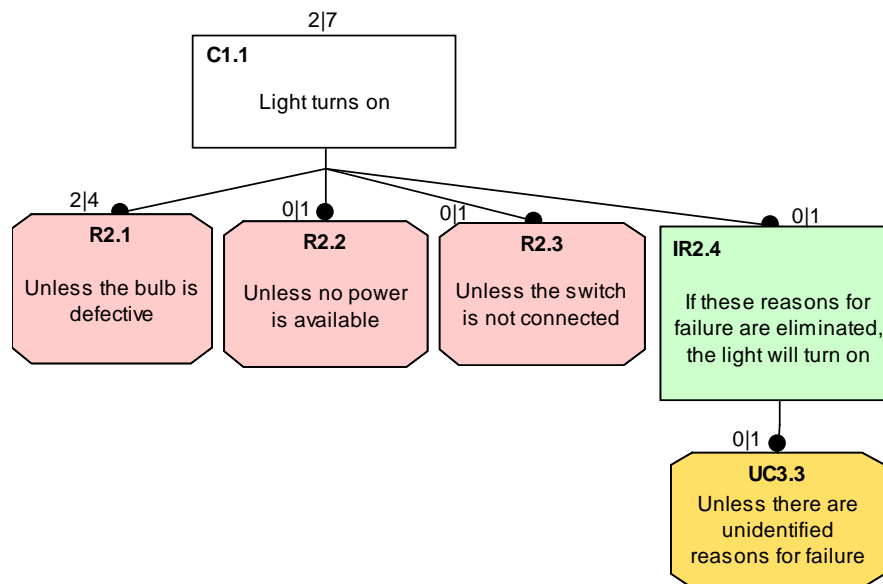 2|7
C1.1
Light turns on
2|4
R2.1
Unless the bulb is
defective
0|1
R2.2
Unless no power
is available
0|1
R2.3
Unless the switch
is not connected
0|1
IR2.4
If these reasons for
failure are eliminated,
the light will turn on
0|1
UC3.3
Unless there are
unidentified
reasons for failure